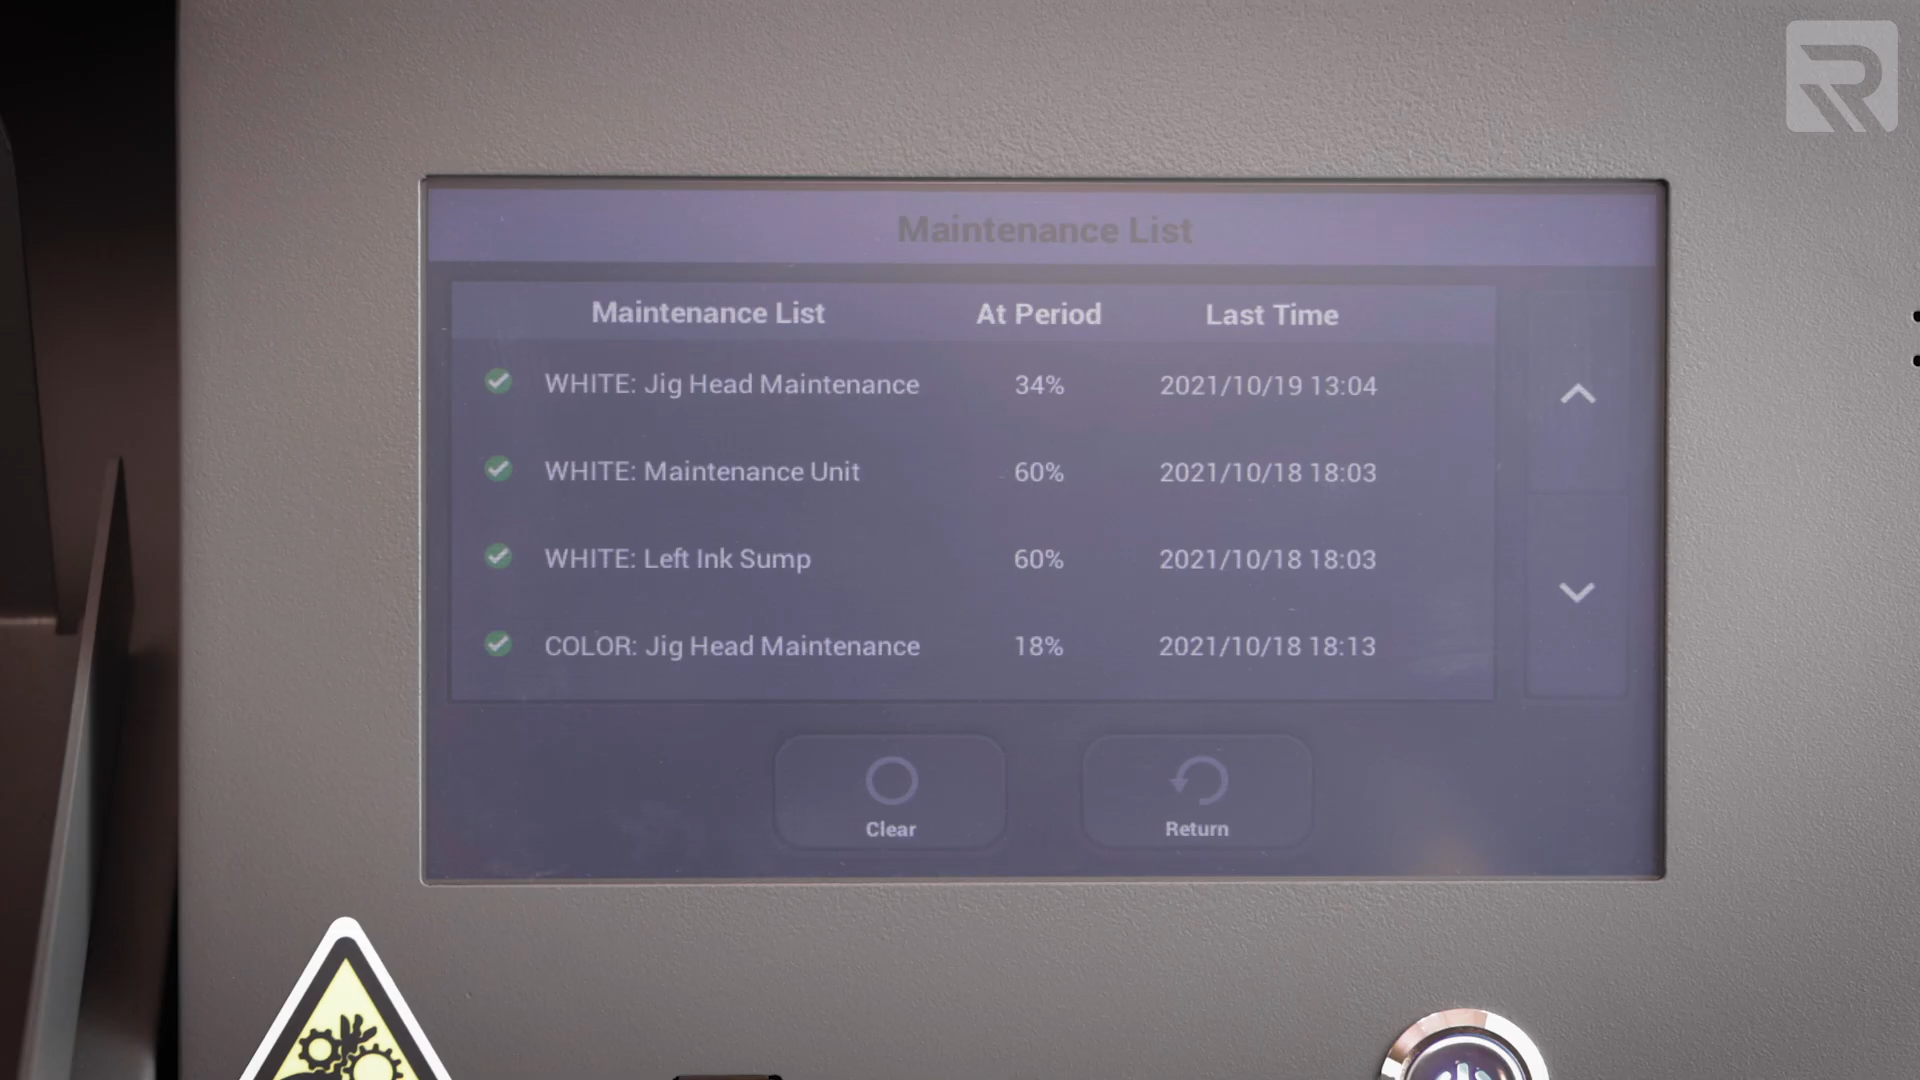 Maintenance List
Maintenance List At Period Last Time
WHITE: Jig Head Maintenance 34% 2021/10/19 13:04
WHITE: Maintenance Unit 60% 2021/10/18 18:03
WHITE: Left Ink Sump 60% 2021/10/18 18:03
COLOR: Jig Head Maintenance 18% 2021/10/18 18:13
Clear Return